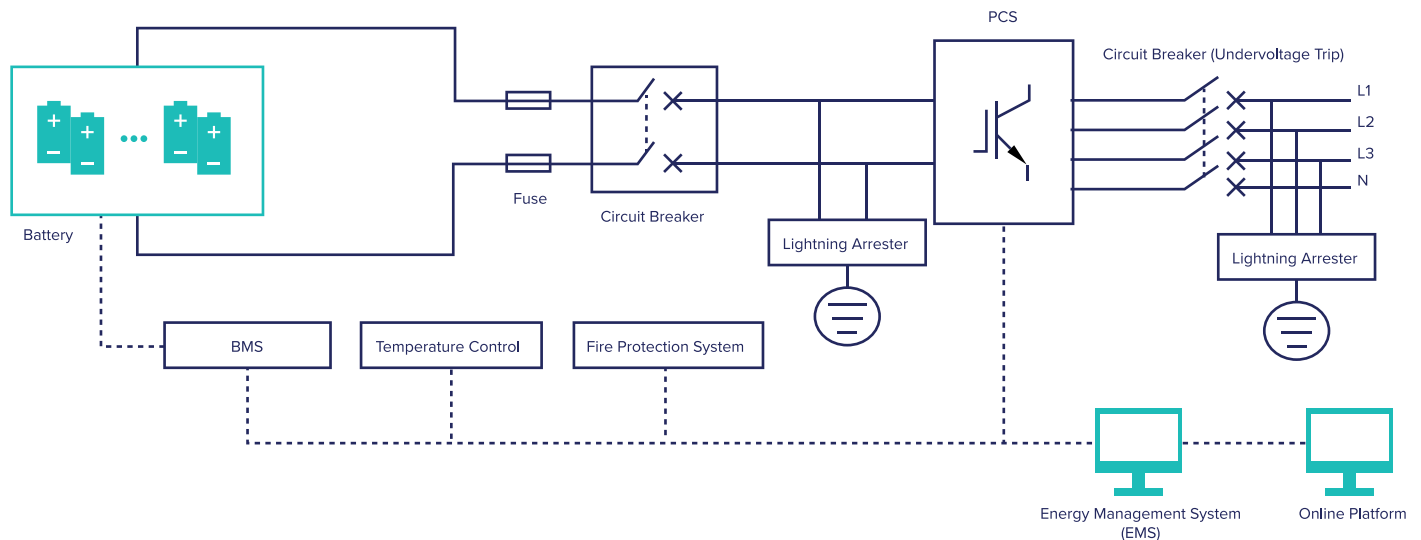 PCS
Circuit Breaker (Undervoltage Trip)
L1
L2
L3
N
Battery
Fuse
Circuit Breaker
Lightning Arrester
Lightning Arrester
BMS
Temperature Control
Fire Protection System
Energy Management System
(EMS)
Online Platform